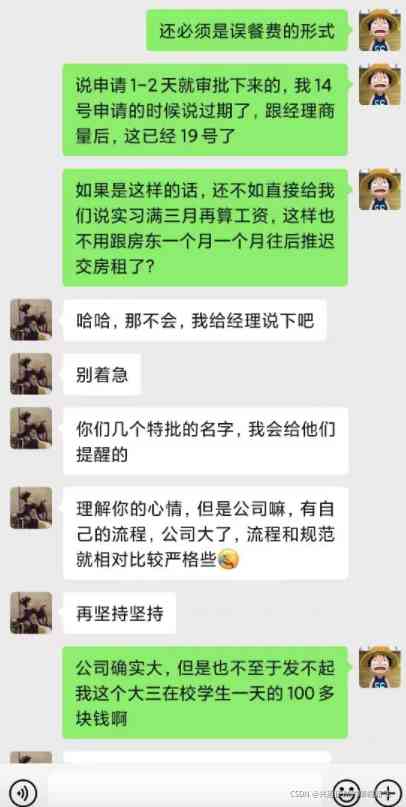 还必须是误餐费的形式
说申请1-2天就审批下来的，我14
号申请的时候说过期了，跟经理商
量后，这已经19号了
如果是这样的话，还不如直接给我
们说实习满三月再算工资，这样也
不用跟房东一个月一个月往后推迟
交房租了？
哈哈，那不会，我给经理说下吧
别着急
你们几个特批的名字，我会给他们
提醒的
理解你的心情，但是公司嘛，有自
己的流程，公司大了，流程和规范
就相对比较严格些
再坚持坚持
公司确实大，但是也不至于发不起
我这个大三在校学生一天的100多
块钱啊